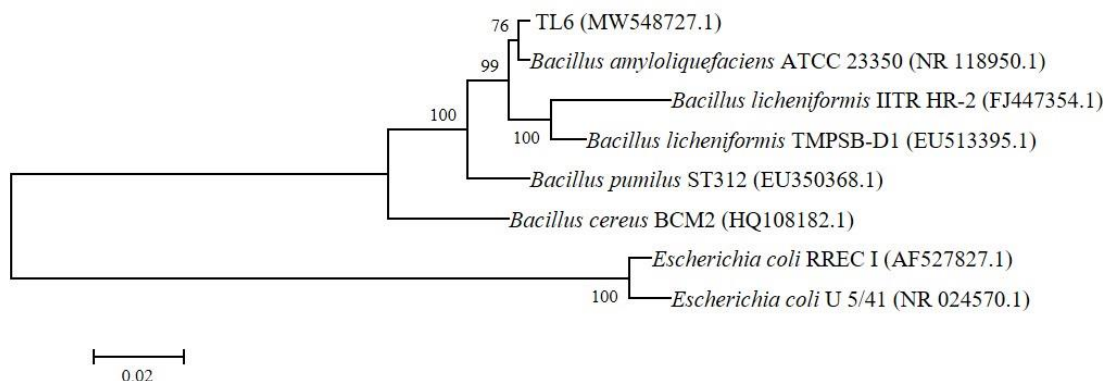 76
TL6 (MW548727.1)
99
Bacillus amyloliquefaciens ATCC 23350 (NR 118950.1)
Bacillus licheniformis IITR HR-2 (FJ447354.1)
100
100
Bacillus licheniformis TMPSB-D1 (EU513395.1)
Bacillus pumilus ST312 (EU350368.1)
Bacillus cereus BCM2 (HQ108182.1)
Escherichia coli RREC I (AF527827.1)
100
Escherichia coli U 5/41 (NR 024570.1)
0.02